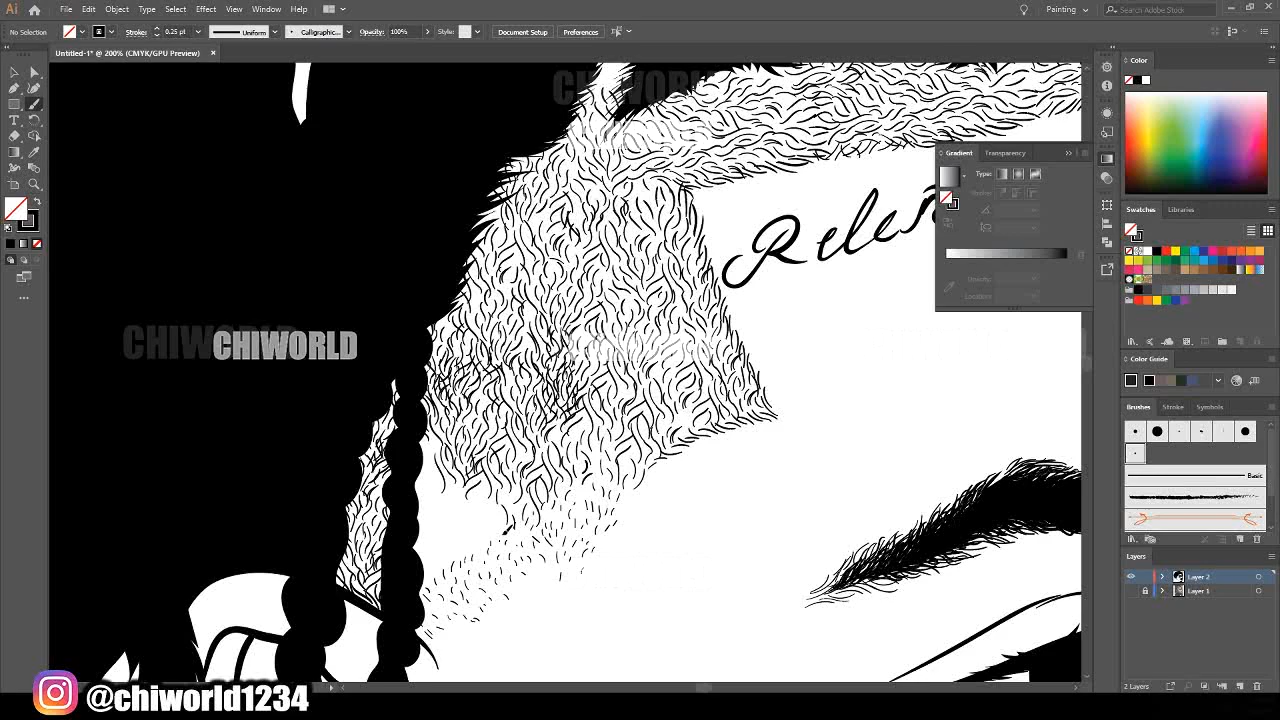 Ai File Edit Object Type Select Effect View Window Help Painting Search Adobe Stock
No Selection Stroke: 0.25 pt Uniform Calligraphic... Opacity: 100% Style: Document Setup Preferences
Untitled-1* @ 200% (CMYK/GPU Preview) ×
Color
Gradient Transparency
Type:
Opacity:
Location:
Swatches Libraries
CHIWORLD
Color Guide
Brushes Stroke Symbols
Basic
Layers
Layer 2
Layer 1
2 Layers
@chiworld1234